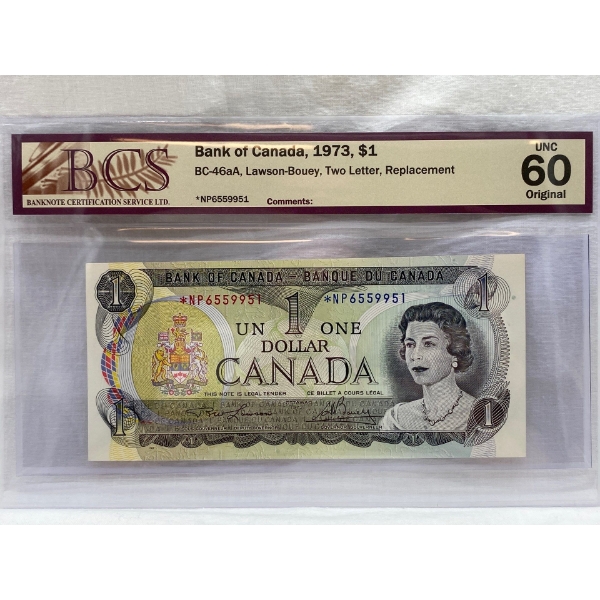 BCS
BANKNOTE CERTIFICATION SERVICE LTD.
Bank of Canada, 1973, $1
BC-46aA, Lawson-Bouey, Two Letter, Replacement
*NP6559951 Comments:
UNC
60
Original
1 BANK OF CANADA – BANQUE DU CANADA 1
*NP6559951 *NP6559951
UN 1 ONE
DOLLAR
CANADA
THIS NOTE IS LEGAL TENDER CE BILLET A COURS LEGAL
1 1